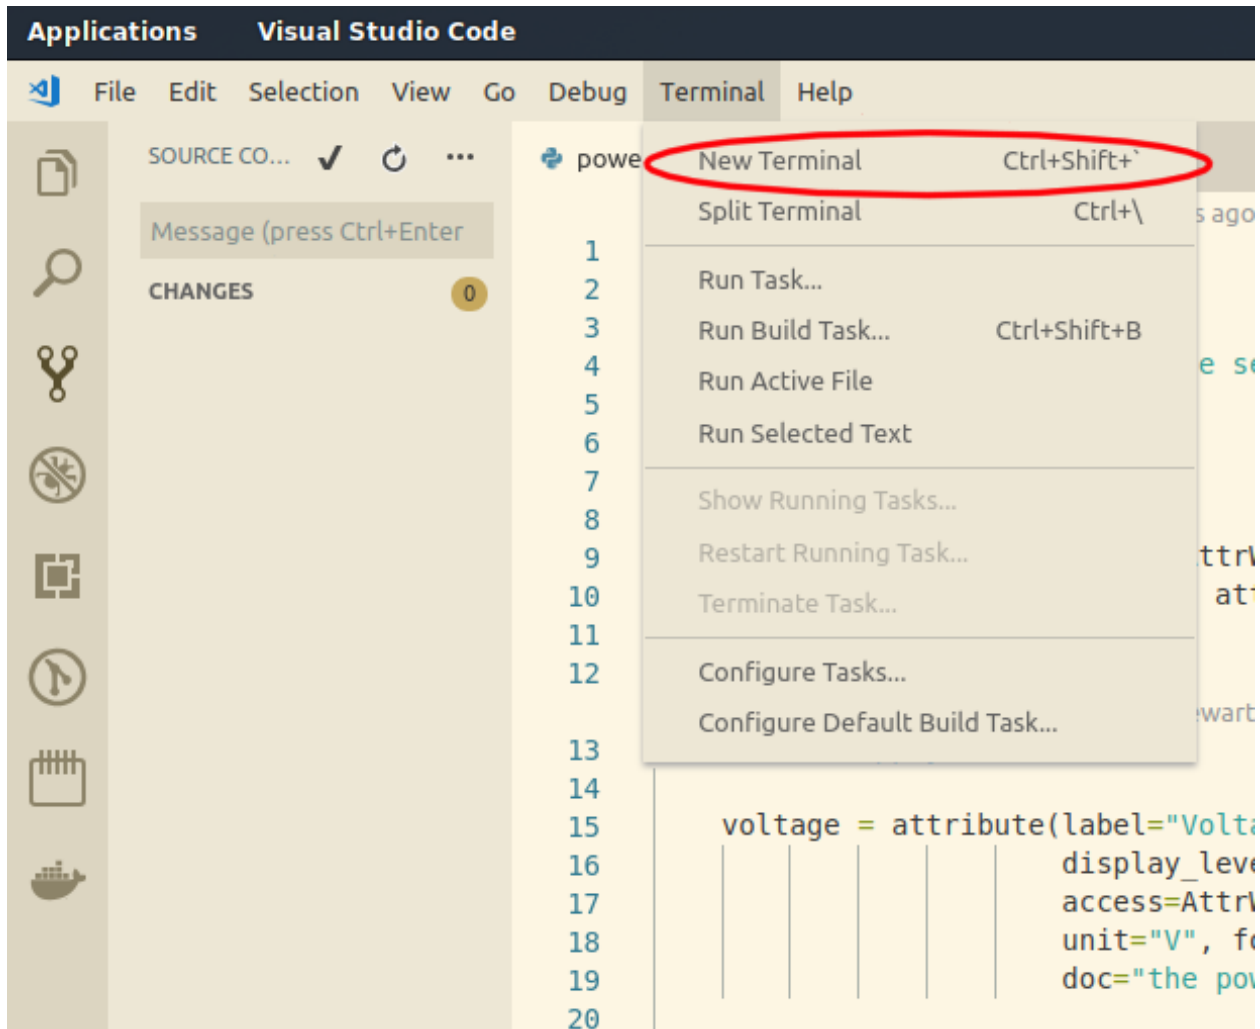 Applications Visual Studio Code
File Edit Selection View Go Debug Terminal Help
SOURCE CO... ••• powe
New Terminal Ctrl+Shift+`
Split Terminal Ctrl+\
s ago
Message (press Ctrl+Enter
CHANGES 0
Run Task...
Run Build Task... Ctrl+Shift+B
Run Active File
Run Selected Text
Show Running Tasks...
Restart Running Task...
Terminate Task...
Configure Tasks...
Configure Default Build Task...
1
2
3
4 e se
5
6
7
8
9 ttrW
10 att
11
12
ewart
13
14
15 voltage = attribute(label="Volta
16 display_leve
17 access=AttrW
18 unit="V", fo
19 doc="the pow
20